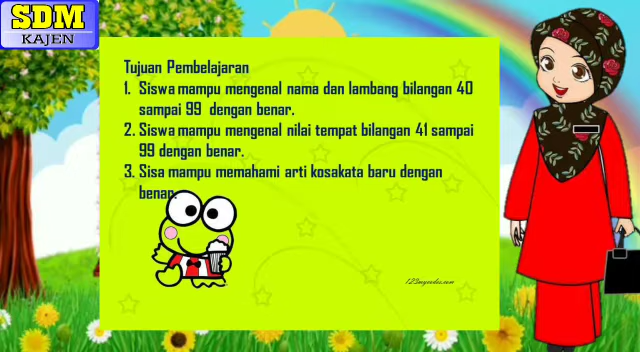 SDM
KAJEN
Tujuan Pembelajaran
1. Siswa mampu mengenal nama dan lambang bilangan 40
sampai 99 dengan benar.
2. Siswa mampu mengenal nilai tempat bilangan 41 sampai
99 dengan benar.
3. Sisa mampu memahami arti kosakata baru dengan
benar.
123mycodes.com